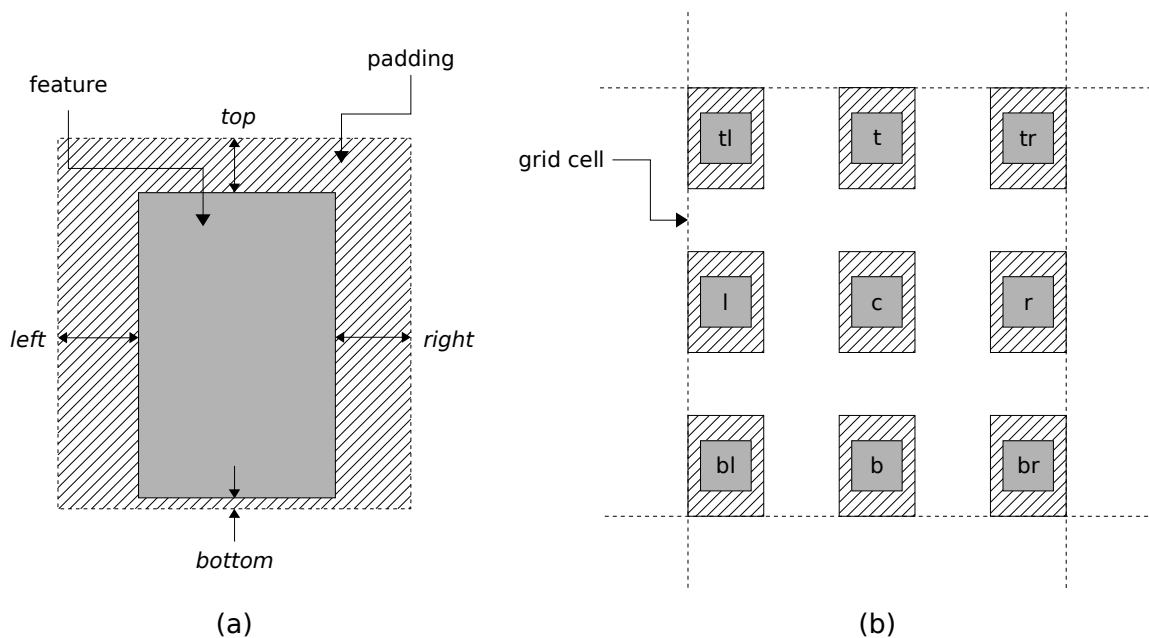 padding
feature
top
left
right
bottom
(a)
tl
t
tr
grid cell
l
c
r
bl
b
br
(b)